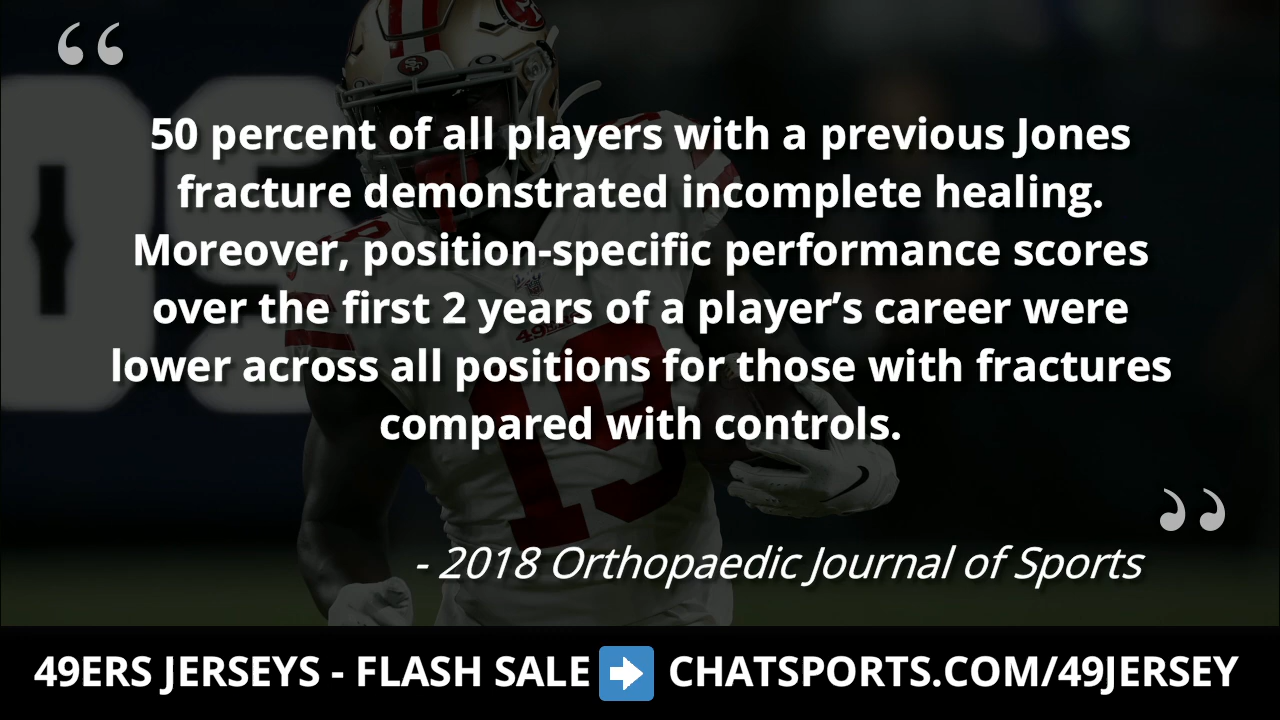 “
50 percent of all players with a previous Jones
fracture demonstrated incomplete healing.
Moreover, position-specific performance scores
over the first 2 years of a player’s career were
lower across all positions for those with fractures
compared with controls.
”
- 2018 Orthopaedic Journal of Sports
49ERS JERSEYS - FLASH SALE ➡ CHATSPORTS.COM/49JERSEY
19
49ERS